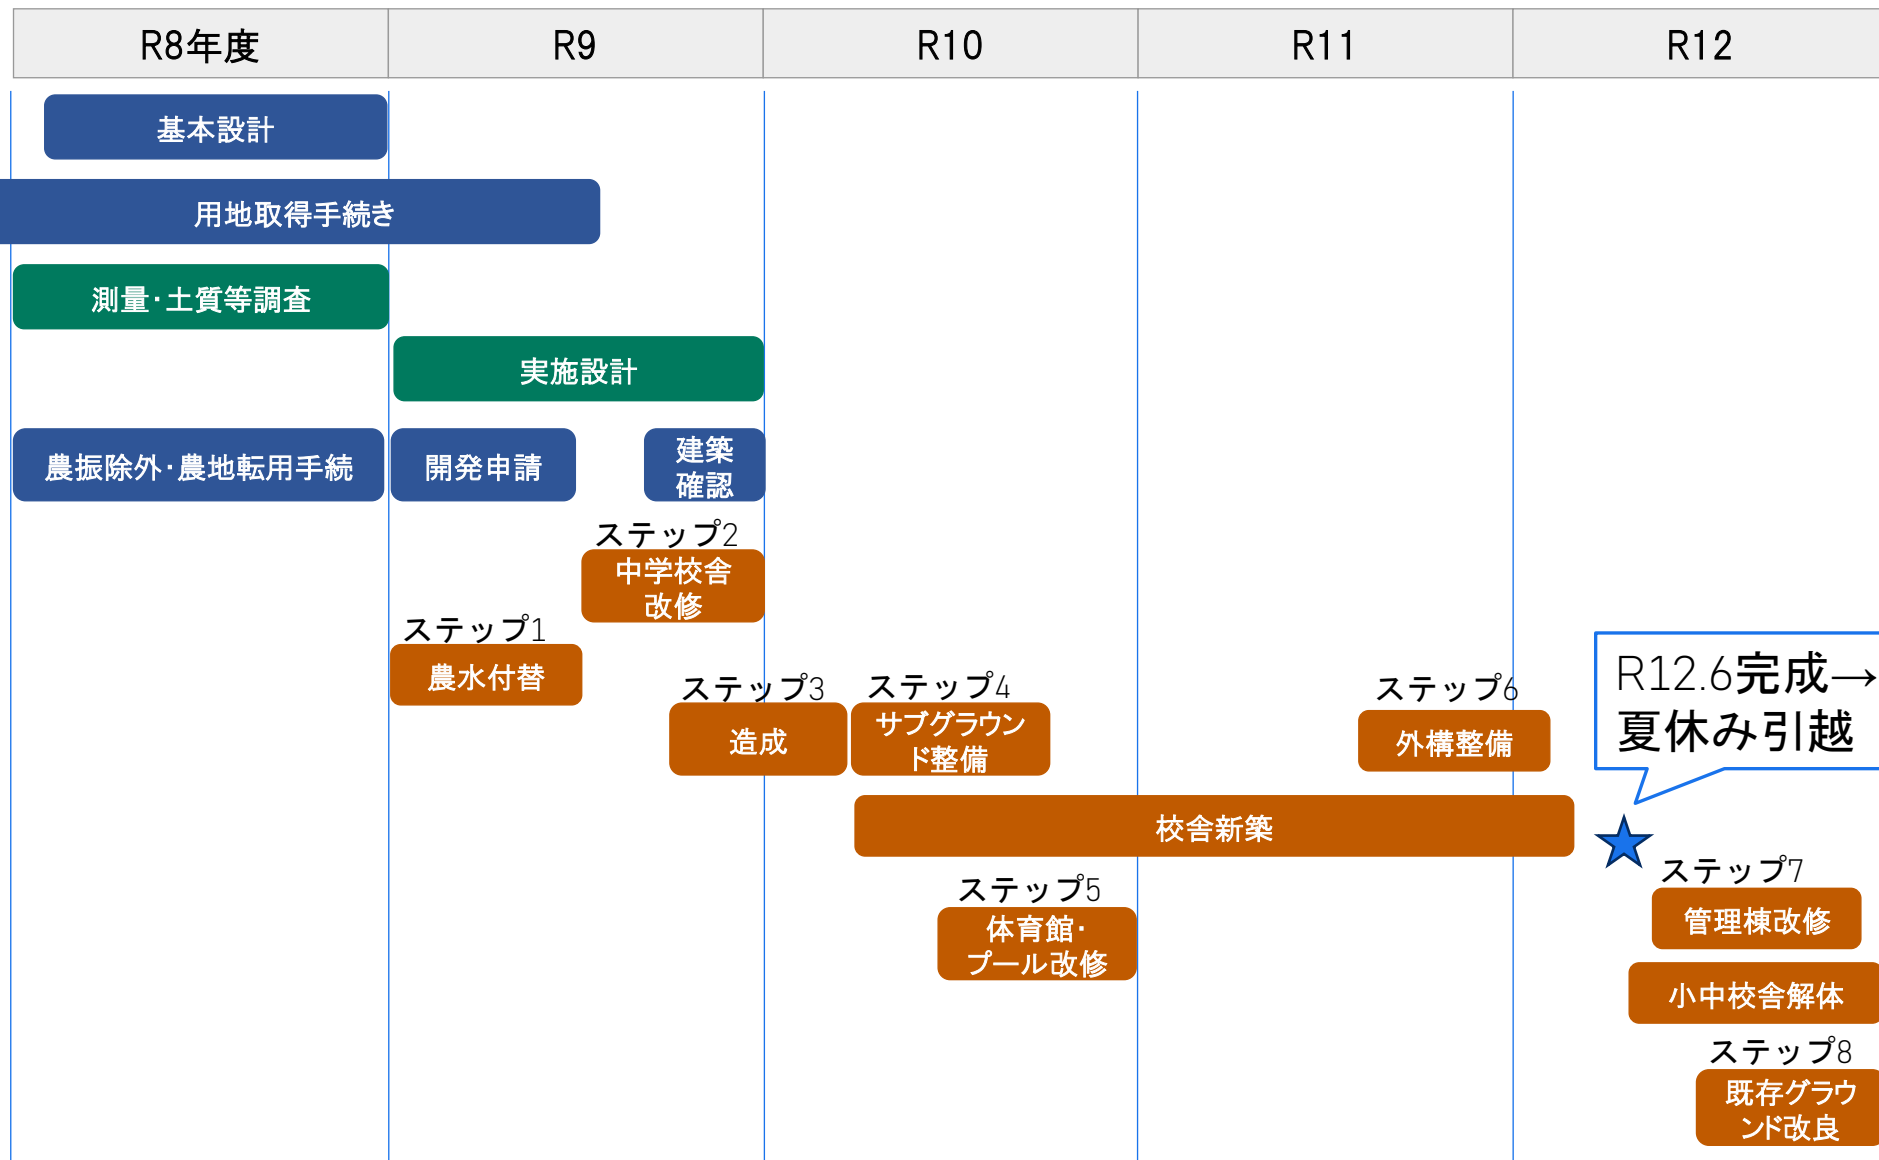 R8年度
R9
R10
R11
R12
基本設計
用地取得手続き
測量・土質等調査
実施設計
農振除外・農地転用手続
開発申請
建築
確認
ステップ2
中学校舎
改修
ステップ1
農水付替
ステップ3
造成
ステップ4
サブグラウン
ド整備
ステップ6
外構整備
R12.6完成→
夏休み引越
校舎新築
ステップ5
体育館・
プール改修
ステップ7
管理棟改修
小中校舎解体
ステップ8
既存グラウ
ンド改良